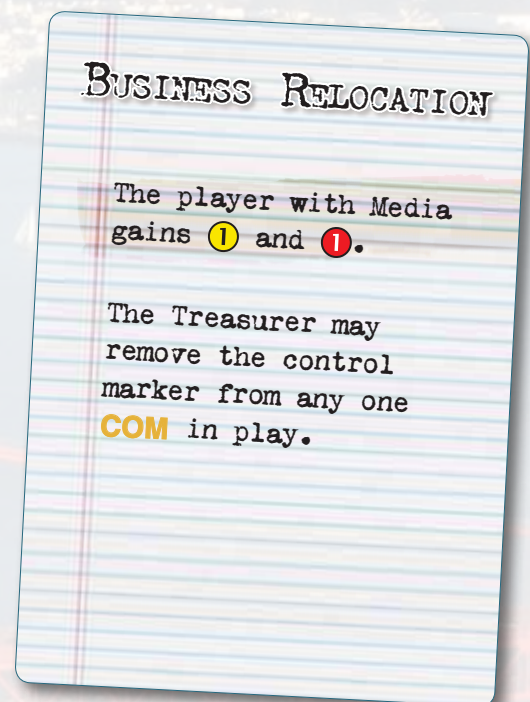 Business Relocation
The player with Media
gains 1 and 1.
The Treasurer may
remove the control
marker from any one
COM in play.